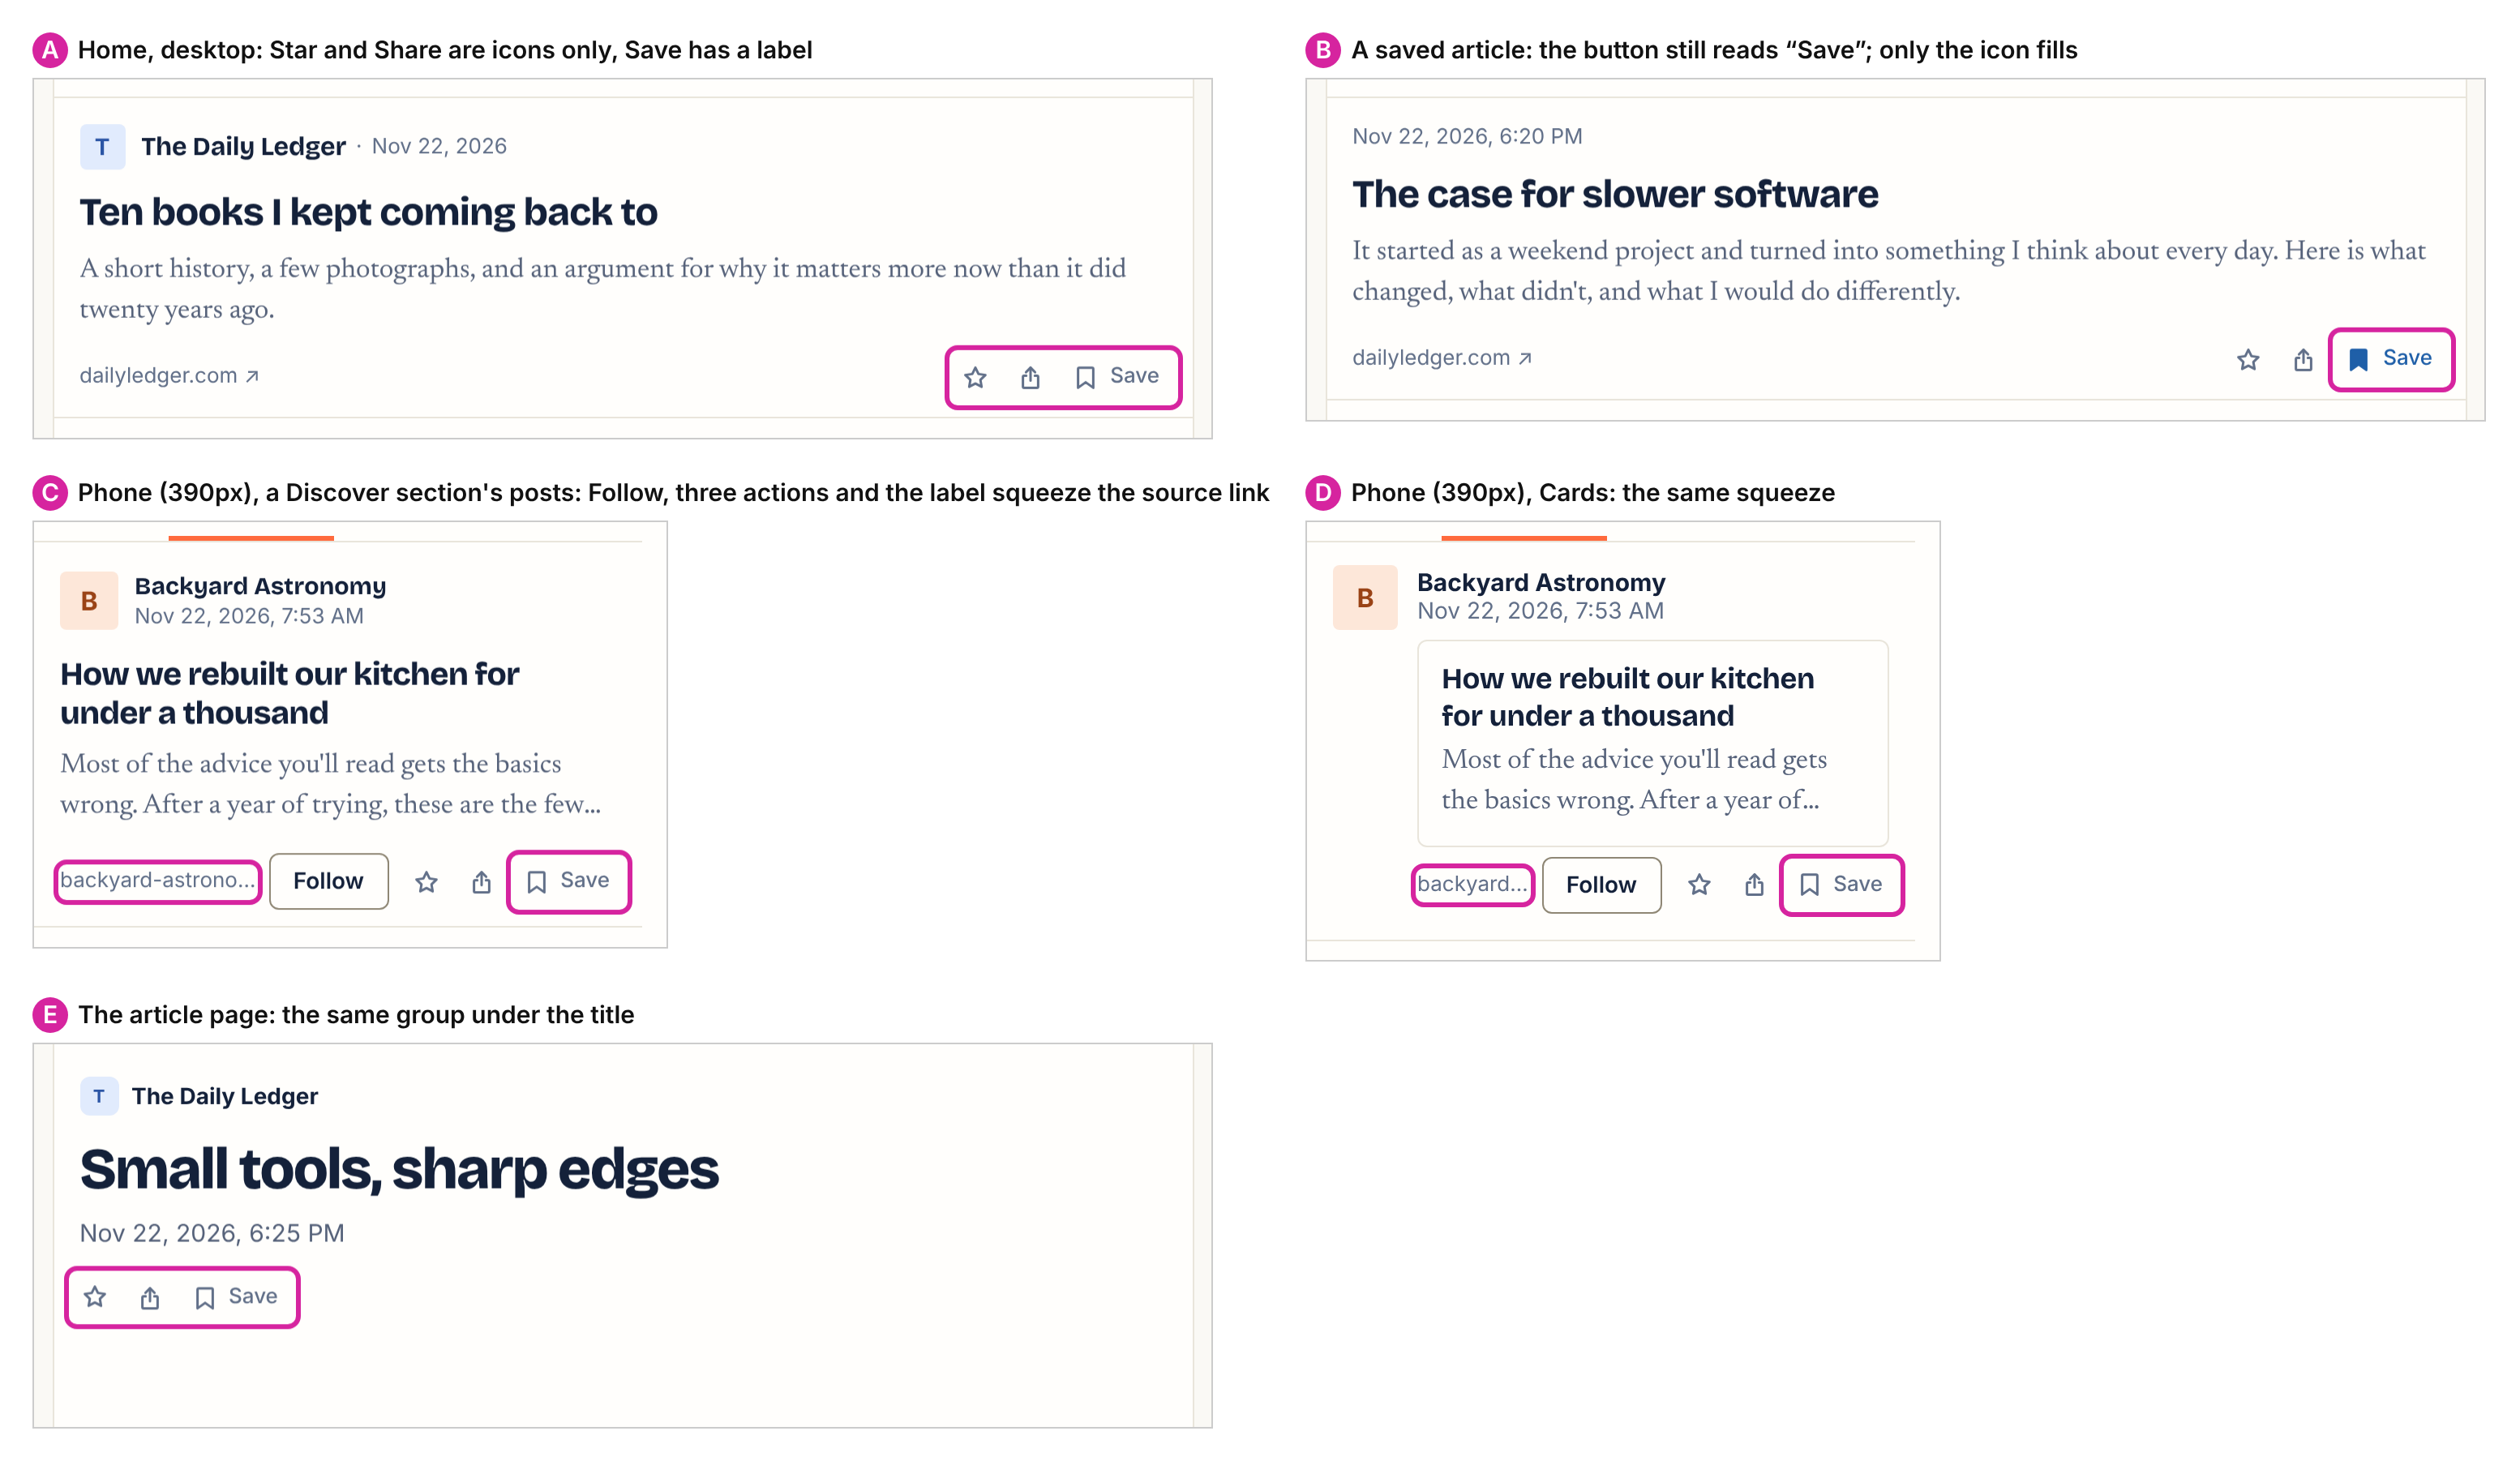 A Home, desktop: Star and Share are icons only, Save has a label
T The Daily Ledger · Nov 22, 2026
Ten books I kept coming back to
A short history, a few photographs, and an argument for why it matters more now than it did
twenty years ago.
dailyledger.com ↗ Save
B A saved article: the button still reads “Save”; only the icon fills
Nov 22, 2026, 6:20 PM
The case for slower software
It started as a weekend project and turned into something I think about every day. Here is what
changed, what didn't, and what I would do differently.
dailyledger.com ↗ Save
C Phone (390px), a Discover section's posts: Follow, three actions and the label squeeze the source link
B Backyard Astronomy
Nov 22, 2026, 7:53 AM
How we rebuilt our kitchen for
under a thousand
Most of the advice you'll read gets the basics
wrong. After a year of trying, these are the few...
backyard-astrono... Follow Save
D Phone (390px), Cards: the same squeeze
B Backyard Astronomy
Nov 22, 2026, 7:53 AM
How we rebuilt our kitchen
for under a thousand
Most of the advice you'll read gets
the basics wrong. After a year of...
backyard... Follow Save
E The article page: the same group under the title
T The Daily Ledger
Small tools, sharp edges
Nov 22, 2026, 6:25 PM
Save